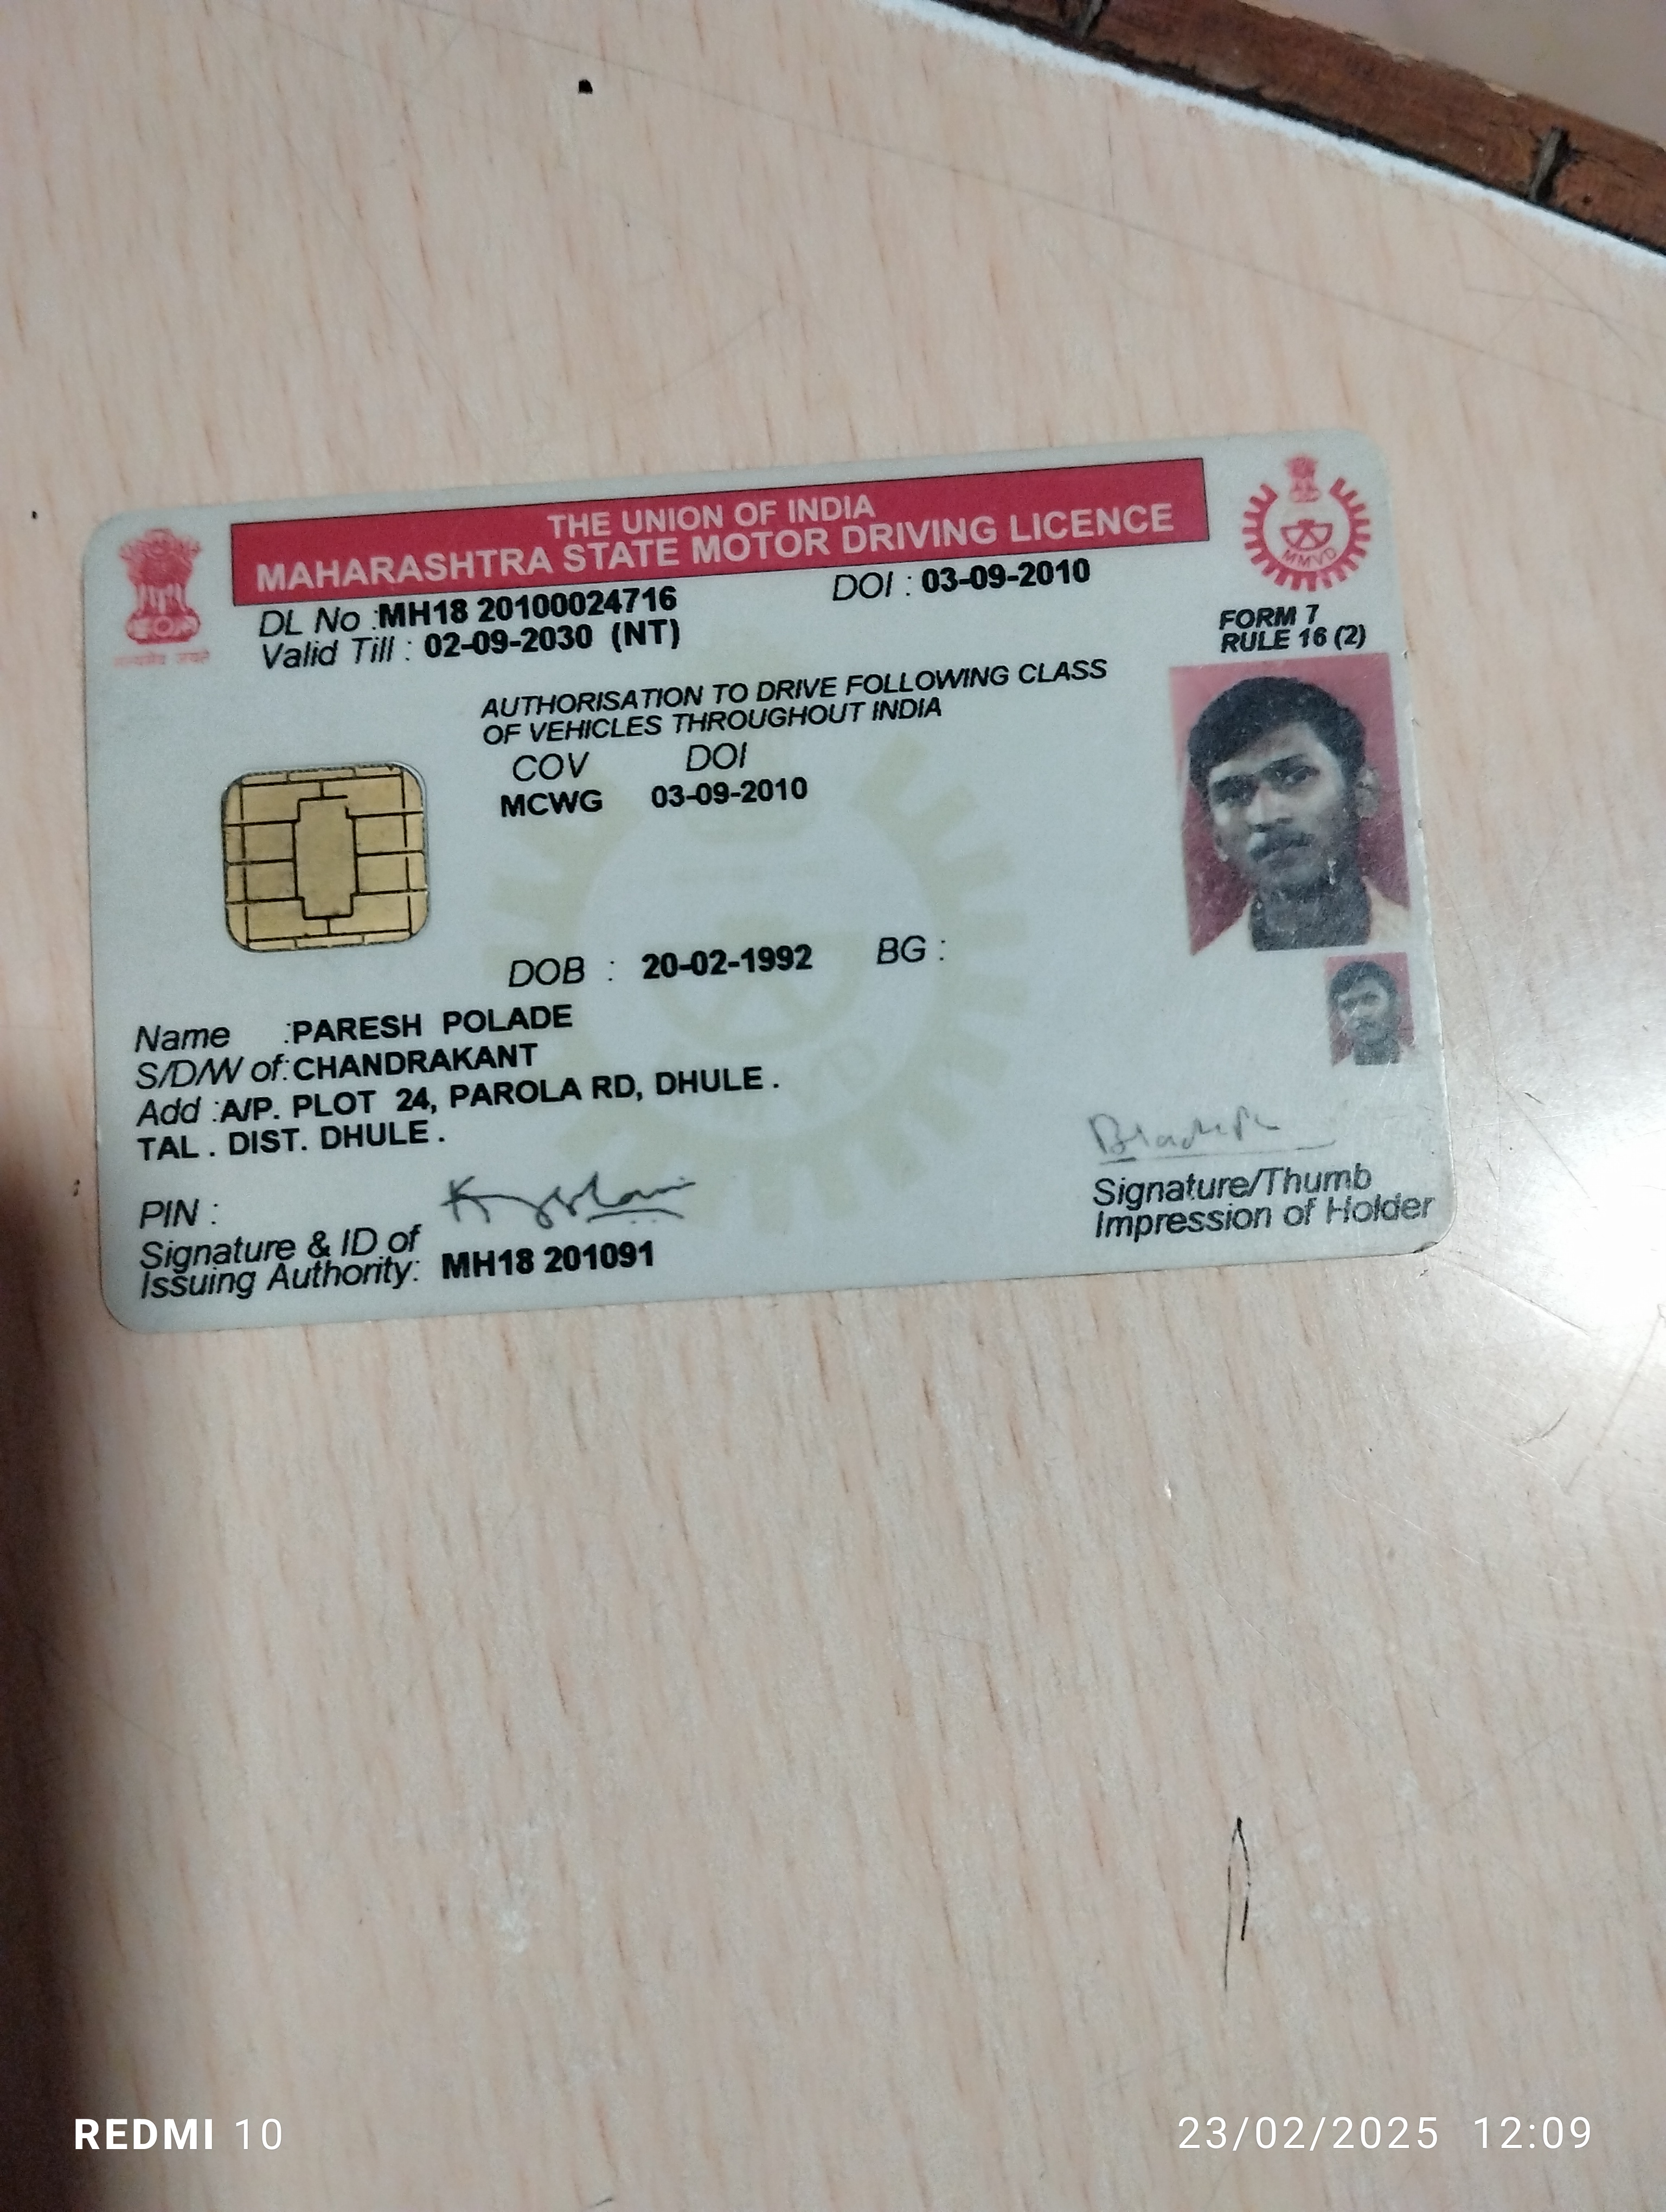 THE UNION OF INDIA
MAHARASHTRA STATE MOTOR DRIVING LICENCE
DL No :MH18 20100024716 DOI : 03-09-2010
Valid Till : 02-09-2030 (NT)
FORM 7
RULE 16 (2)
AUTHORISATION TO DRIVE FOLLOWING CLASS
OF VEHICLES THROUGHOUT INDIA
COV DOI
MCWG 03-09-2010
DOB : 20-02-1992 BG :
Name :PARESH POLADE
S/D/W of:CHANDRAKANT
Add :A/P. PLOT 24, PAROLA RD, DHULE .
TAL . DIST. DHULE .
PIN :
Signature & ID of
Issuing Authority: MH18 201091
Signature/Thumb
Impression of Holder
MMVD
सत्यमेव जयते
REDMI 10
23/02/2025 12:09